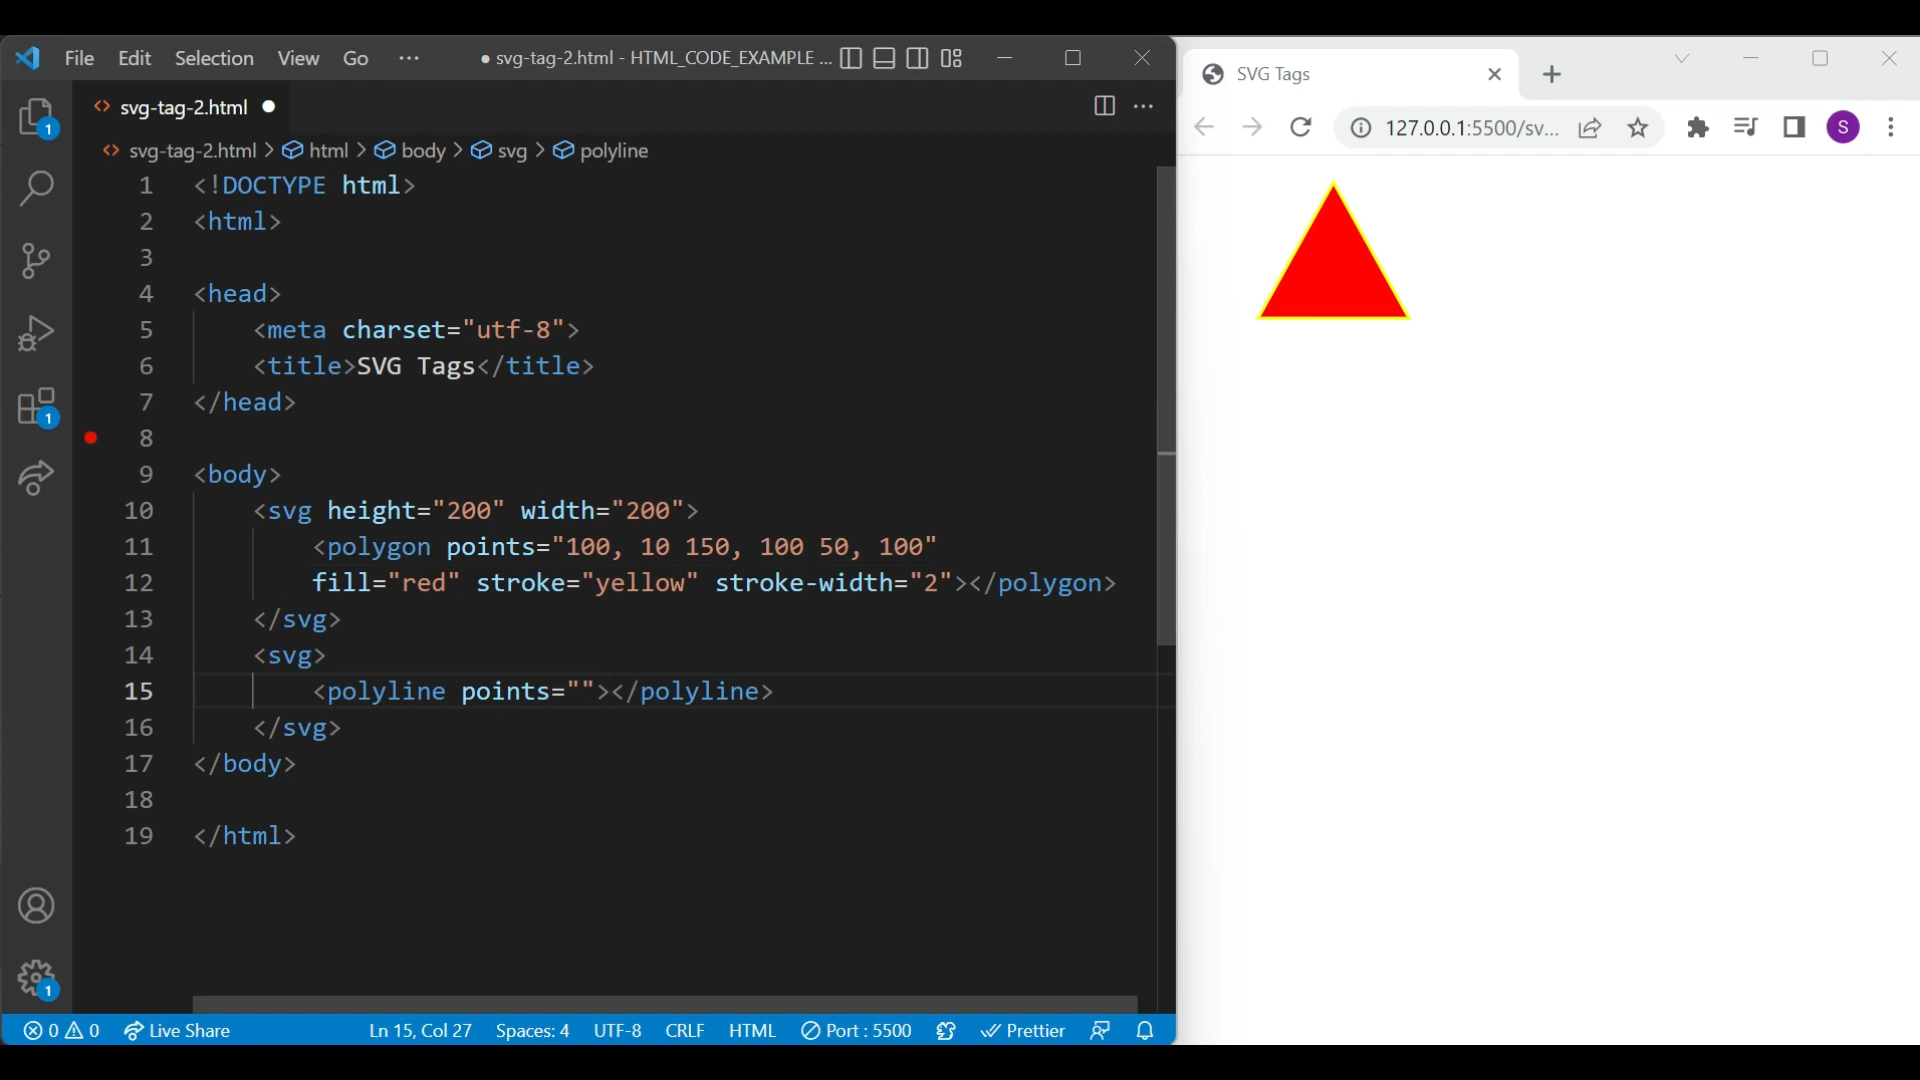 File Edit Selection View Go ··· ● svg-tag-2.html - HTML_CODE_EXAMPLE ...
<> svg-tag-2.html ●
<> svg-tag-2.html > html > body > svg > polyline
1 <!DOCTYPE html>
2 <html>
3
4 <head>
5 <meta charset="utf-8">
6 <title>SVG Tags</title>
7 </head>
8
9 <body>
10 <svg height="200" width="200">
11 <polygon points="100, 10 150, 100 50, 100"
12 fill="red" stroke="yellow" stroke-width="2"></polygon>
13 </svg>
14 <svg>
15 <polyline points=""></polyline>
16 </svg>
17 </body>
18
19 </html>
1
1
1
0 0 Live Share Ln 15, Col 27 Spaces: 4 UTF-8 CRLF HTML Port : 5500 Prettier
SVG Tags
127.0.0.1:5500/sv... S